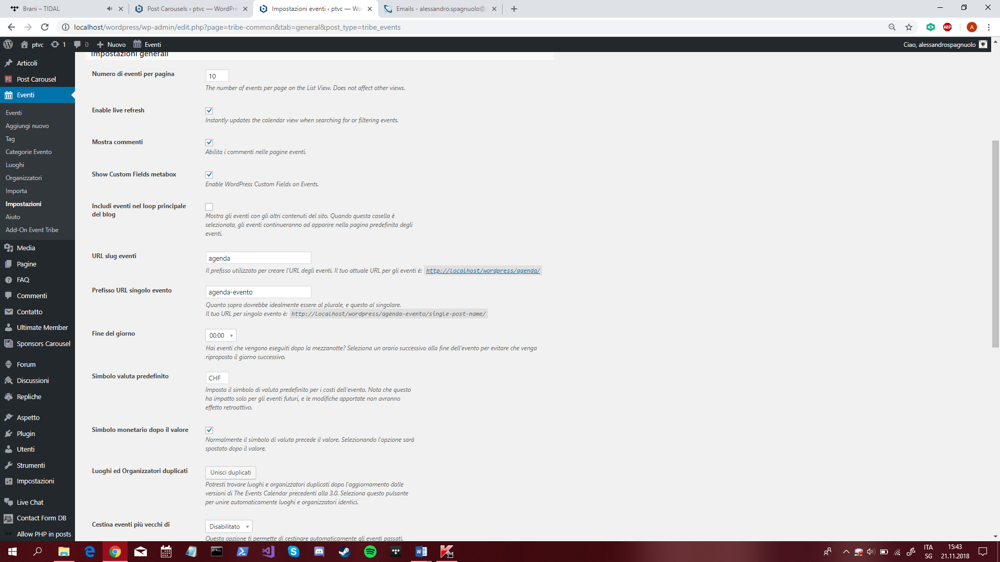 Brani – TIDAL
Post Carousels ‹ ptvc — WordPre
Impostazioni eventi ‹ ptvc — Wo
Emails - alessandro.spagnuolo@
localhost/wordpress/wp-admin/edit.php?page=tribe-common&tab=general&post_type=tribe_events
ABP
A
ptvc
1
0
Nuovo
Eventi
Ciao, alessandrospagnuolo
Articoli
PC Post Carousel
Eventi
Eventi
Aggiungi nuovo
Tag
Categorie Evento
Luoghi
Organizzatori
Importa
Impostazioni
Aiuto
Add-On Event Tribe
Media
Pagine
FAQ
Commenti
Contatto
Ultimate Member
Sponsors Carousel
Forum
Discussioni
Repliche
Aspetto
Plugin
Utenti
Strumenti
Impostazioni
Live Chat
Contact Form DB
Allow PHP in posts
Impostazioni generali
Numero di eventi per pagina
10
The number of events per page on the List View. Does not affect other views.
Enable live refresh
Instantly updates the calendar view when searching for or filtering events.
Mostra commenti
Abilita i commenti nelle pagine eventi.
Show Custom Fields metabox
Enable WordPress Custom Fields on Events.
Includi eventi nel loop principale
del blog
Mostra gli eventi con gli altri contenuti del sito. Quando questa casella è
selezionata, gli eventi continueranno ad apparire nella pagina predefinita degli
eventi.
URL slug eventi
agenda
Il prefisso utilizzato per creare l'URL degli eventi. Il tuo attuale URL per gli eventi è: http://localhost/wordpress/agenda/
Prefisso URL singolo evento
agenda-evento
Quanto sopra dovrebbe idealmente essere al plurale, e questo al singolare.
Il tuo URL per singolo evento è: http://localhost/wordpress/agenda-evento/single-post-name/
Fine del giorno
00:00
Hai eventi che vengono eseguiti dopo la mezzanotte? Seleziona un orario successivo alla fine dell'evento per evitare che venga
riproposto il giorno successivo.
Simbolo valuta predefinito
CHF
Imposta il simbolo di valuta predefinito per i costi dell'evento. Nota che questo
ha impatto solo per gli eventi futuri, e le modifiche apportate non avranno
effetto retroattivo.
Simbolo monetario dopo il valore
Normalmente il simbolo di valuta precede il valore. Selezionando l'opzione sarà
spostato dopo il valore.
Luoghi ed Organizzatori duplicati
Unisci duplicati
Potresti trovare luoghi e organizzatori duplicati dopo l'aggiornamento dalle
versioni di The Events Calendar precedenti alla 3.0. Seleziona questo pulsante
per unire automaticamente luoghi e organizzatori identici.
Cestina eventi più vecchi di
Disabilitato
Questa opzione ti permette di cestinare automaticamente gli eventi passati.
ITA
SG
15:43
21.11.2018